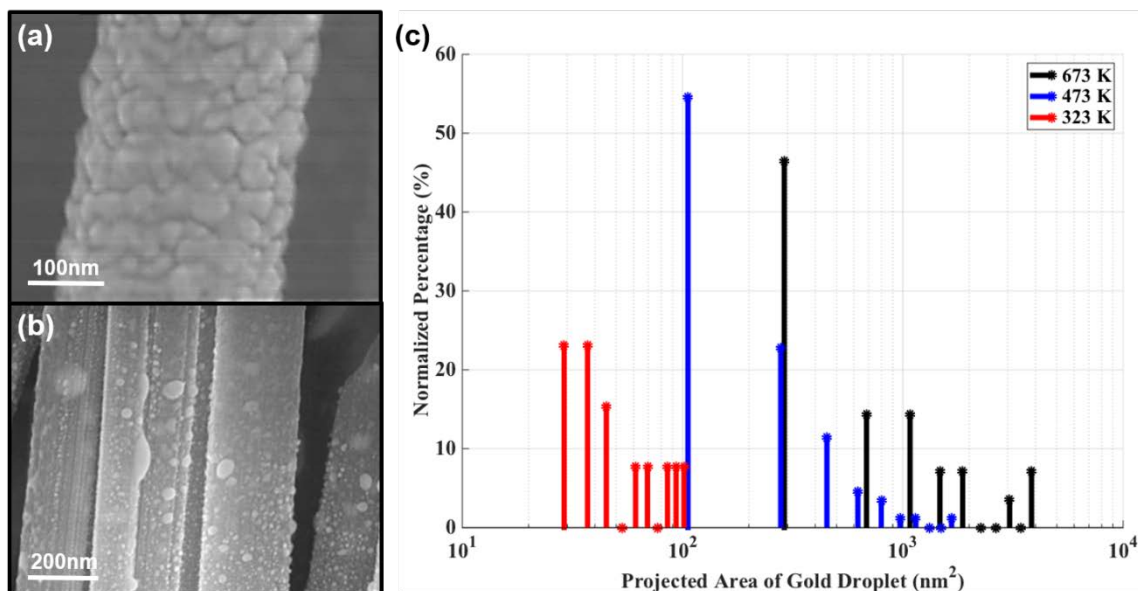 (a)
100nm
(b)
200nm
(c)
60
50
40
30
20
10
0
Normalized Percentage (%)
673 K
473 K
323 K
10¹
10²
10³
10⁴
Projected Area of Gold Droplet (nm²)